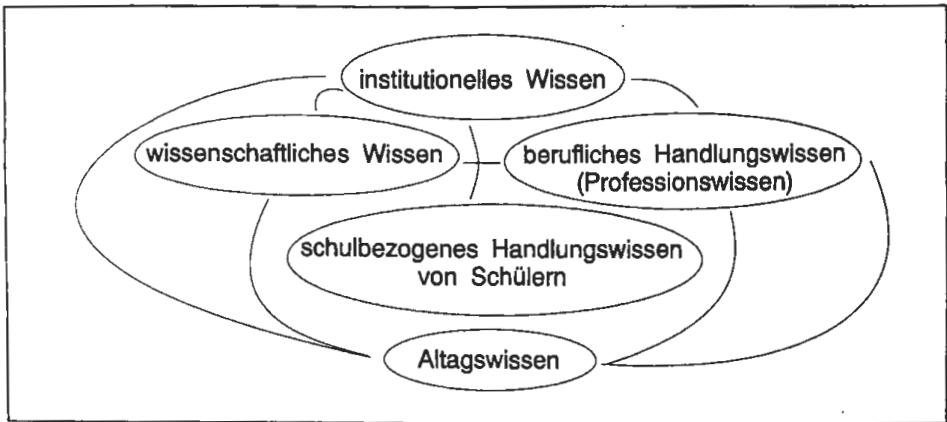 institutionelles Wissen
wissenschaftliches Wissen
berufliches Handlungswissen
(Professionswissen)
schulbezogenes Handlungswissen
von Schülern
Altagswissen